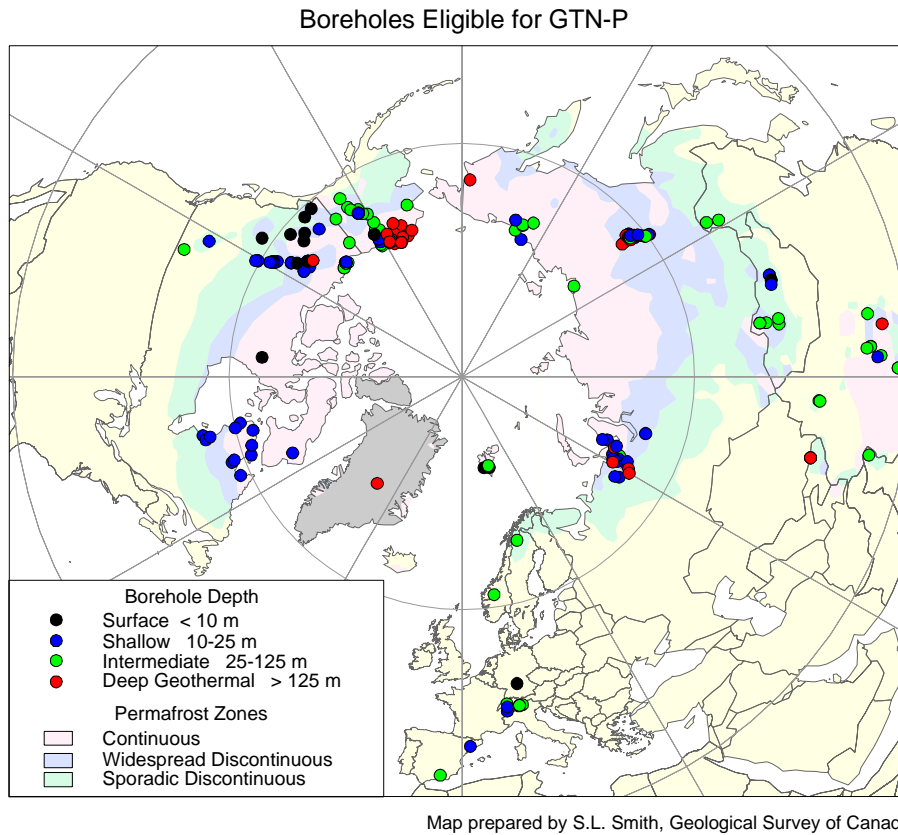 Boreholes Eligible for GTN-P
Borehole Depth
Surface < 10 m
Shallow 10-25 m
Intermediate 25-125 m
Deep Geothermal > 125 m
Permafrost Zones
Continuous
Widespread Discontinuous
Sporadic Discontinuous
Map prepared by S.L. Smith, Geological Survey of Canad